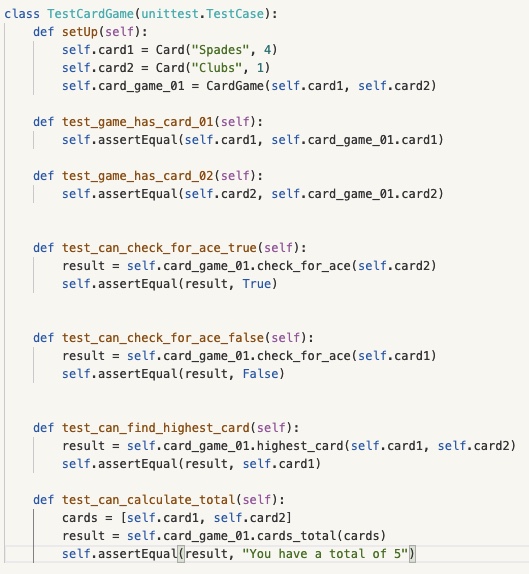 class TestCardGame(unittest.TestCase):
    def setUp(self):
        self.card1 = Card("Spades", 4)
        self.card2 = Card("Clubs", 1)
        self.card_game_01 = CardGame(self.card1, self.card2)

    def test_game_has_card_01(self):
        self.assertEqual(self.card1, self.card_game_01.card1)

    def test_game_has_card_02(self):
        self.assertEqual(self.card2, self.card_game_01.card2)


    def test_can_check_for_ace_true(self):
        result = self.card_game_01.check_for_ace(self.card2)
        self.assertEqual(result, True)


    def test_can_check_for_ace_false(self):
        result = self.card_game_01.check_for_ace(self.card1)
        self.assertEqual(result, False)


    def test_can_find_highest_card(self):
        result = self.card_game_01.highest_card(self.card1, self.card2)
        self.assertEqual(result, self.card1)

    def test_can_calculate_total(self):
        cards = [self.card1, self.card2]
        result = self.card_game_01.cards_total(cards)
        self.assertEqual(result, "You have a total of 5")